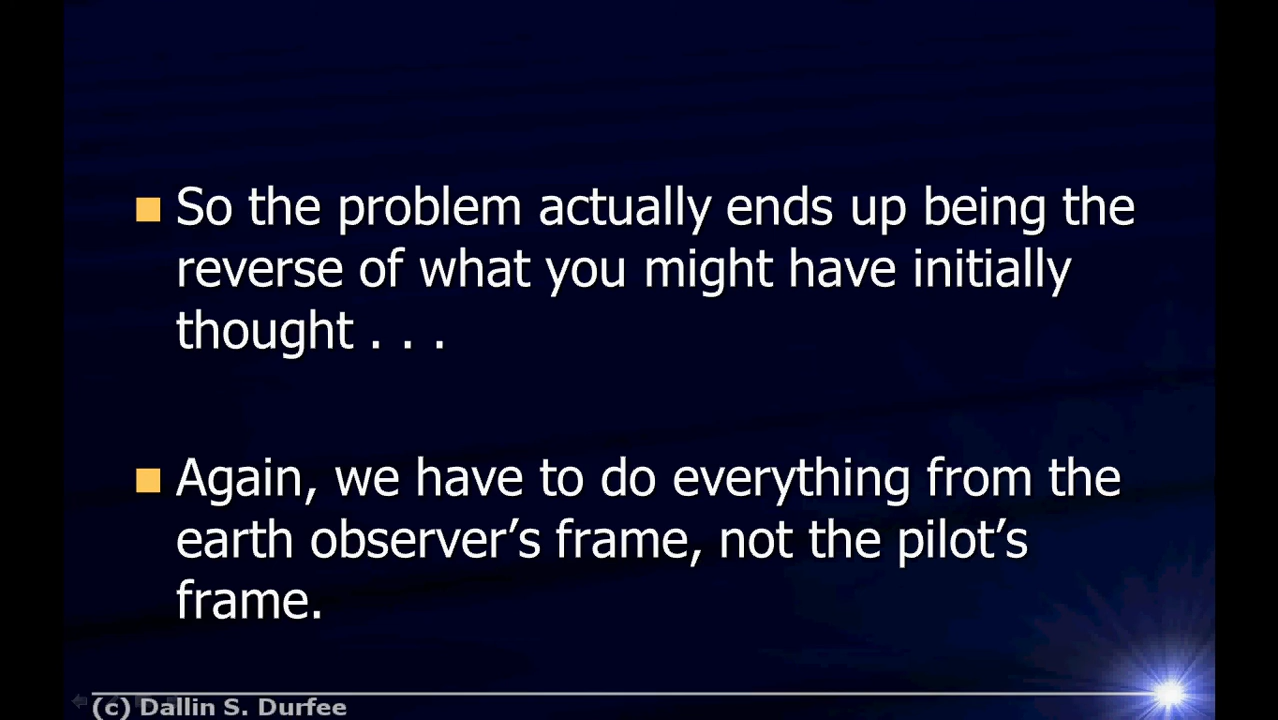 So the problem actually ends up being the
reverse of what you might have initially
thought . . .
Again, we have to do everything from the
earth observer’s frame, not the pilot’s
frame.
(c) Dallin S. Durfee